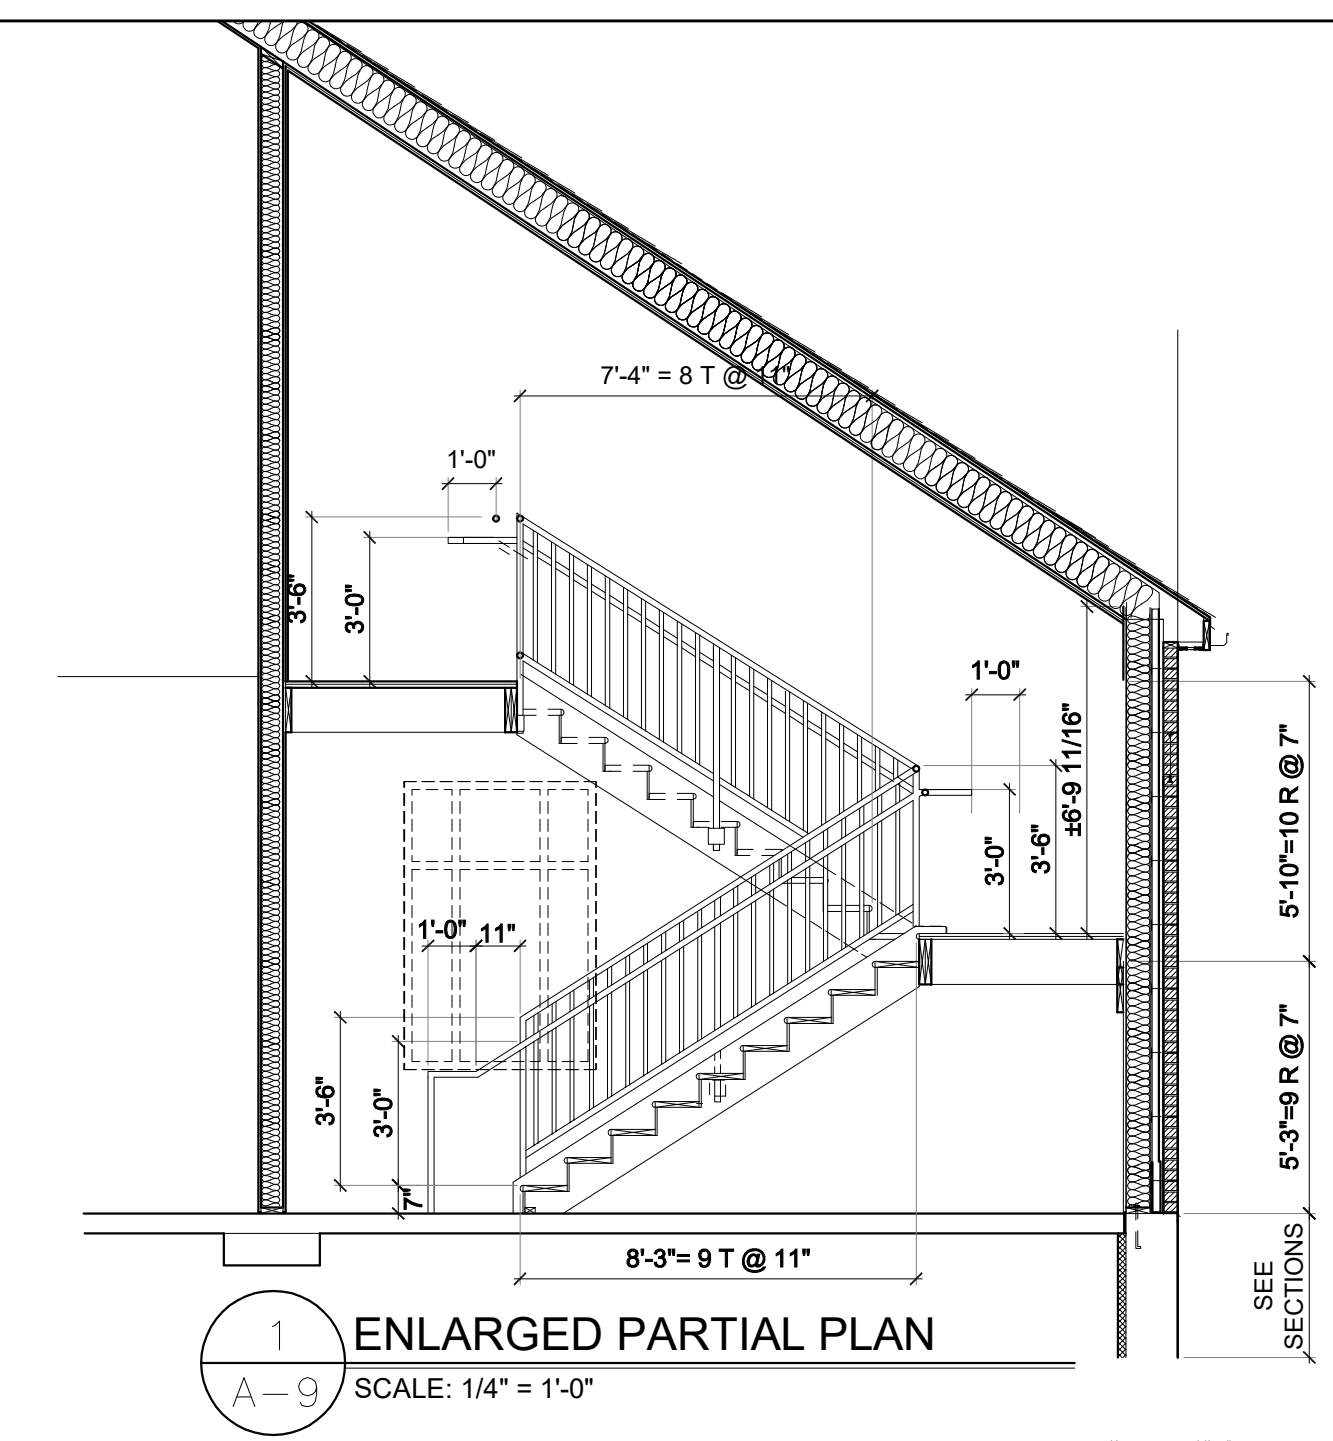 7'-4" = 8 T @ 11"
1'-0"
3'-6"
3'-0"
1'-0"
±6'-9 11/16"
3'-0"
3'-6"
5'-10"=10 R @ 7"
1'-0"
11"
3'-6"
3'-0"
7"
5'-3"=9 R @ 7"
8'-3"= 9 T @ 11"
SEE
SECTIONS
1
A-9
ENLARGED PARTIAL PLAN
SCALE: 1/4" = 1'-0"